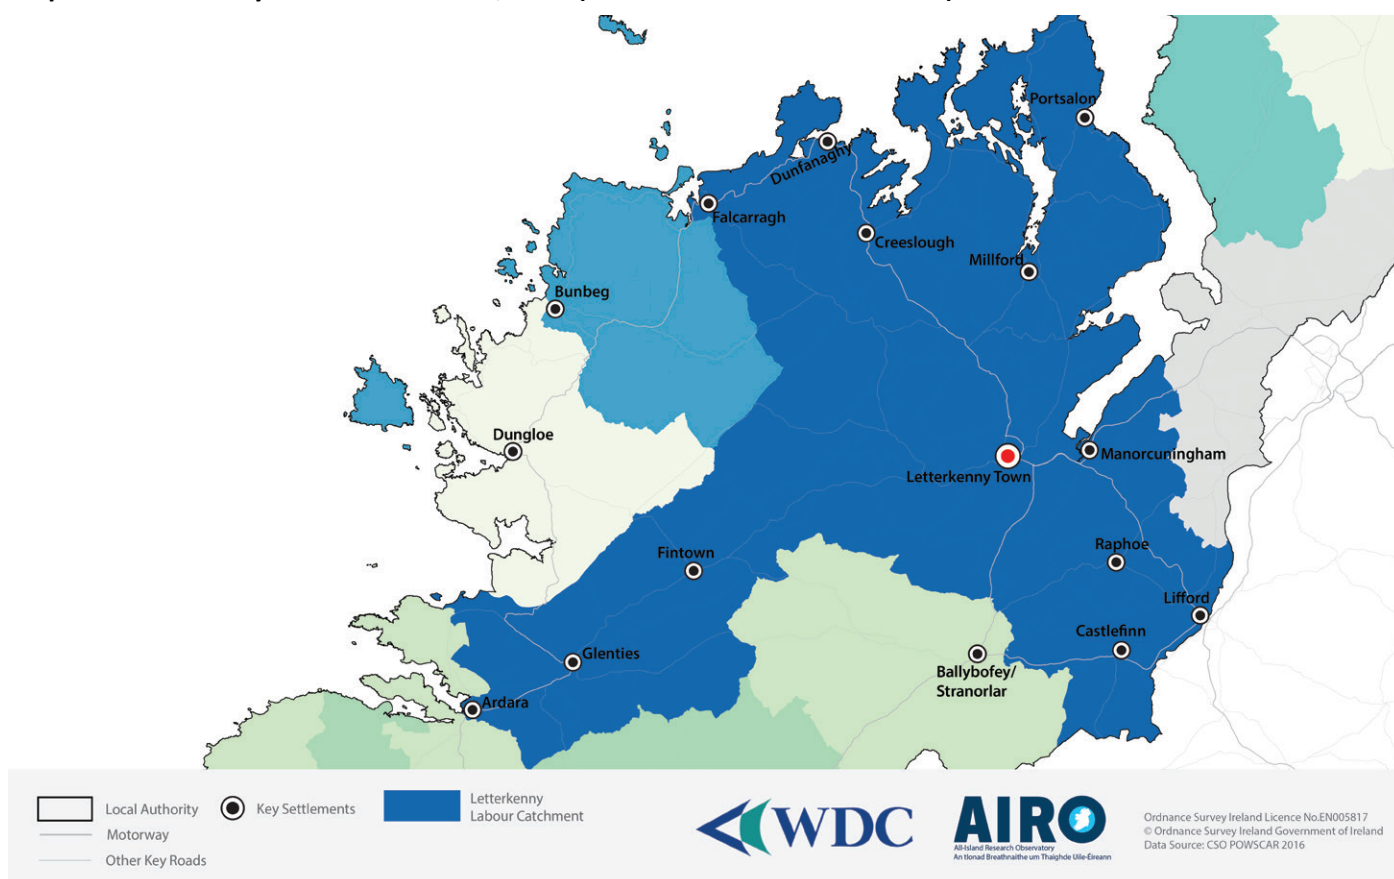 Portsalon
Dunfanaghy
Falcarragh
Creeslough
Millford
Bunbeg
Dungloe
Manorcuningham
Letterkenny Town
Fintown
Raphoe
Lifford
Castlefinn
Glenties
Ballybofey/
Stranorlar
Ardara
Local Authority
Motorway
Other Key Roads
Key Settlements
Letterkenny
Labour Catchment
WDC
AIRO
All-Island Research Observatory
An tIonad Breathnaithe um Thaighde Uile-Éireann
Ordnance Survey Ireland Licence No.EN005817
© Ordnance Survey Ireland Government of Ireland
Data Source: CSO POWSCAR 2016